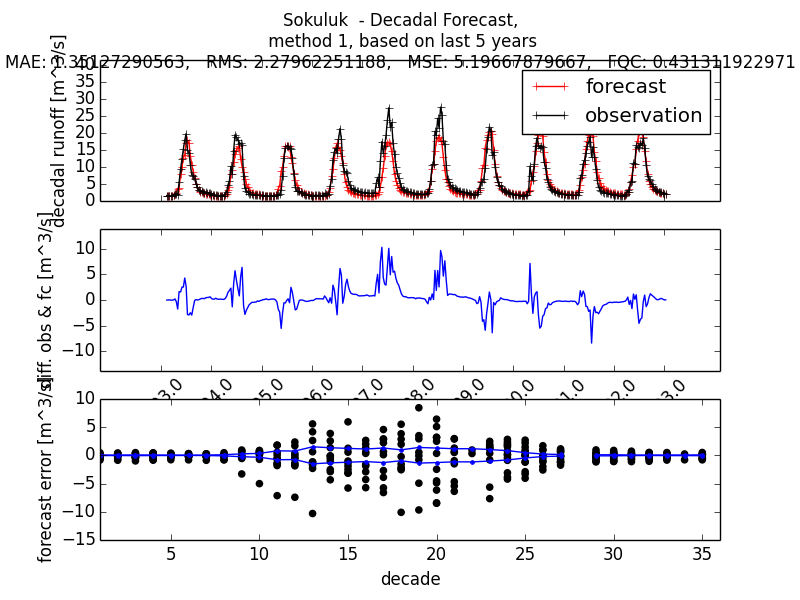 Sokuluk - Decadal Forecast,
method 1, based on last 5 years
MAE: 1.35127290563, RMS: 2.27962251188, MSE: 5.19667879667, FQC: 0.431311922971
decadal runoff [m^3/s]
40
35
30
25
20
15
10
5
0
forecast
observation
diff. obs & fc [m^3/s]
10
5
0
−5
−10
forecast error [m^3/s]
10
5
0
−5
−10
−15
5 10 15 20 25 30 35
decade